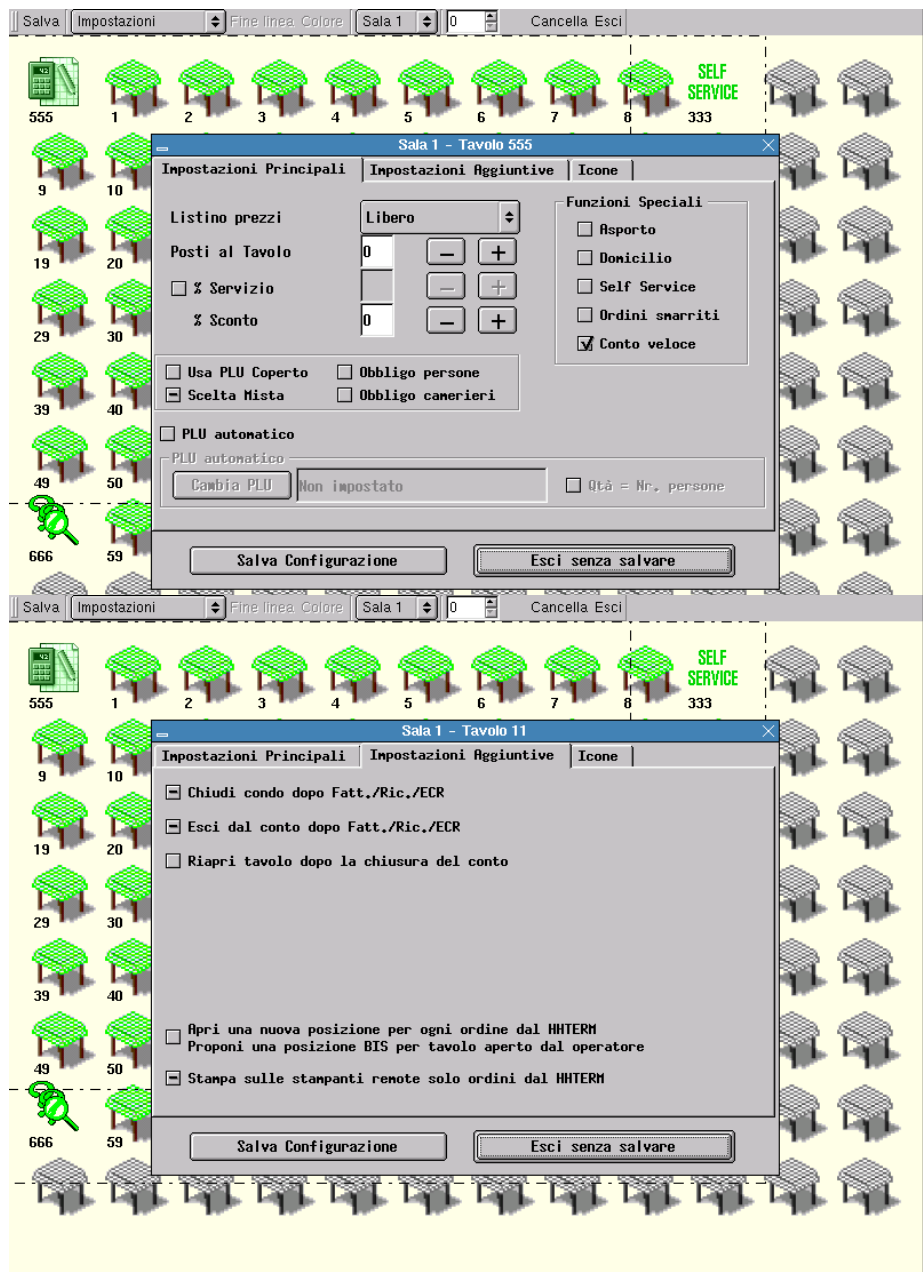 Salva Impostazioni Fine linea Colore Sala 1 0 Cancella Esci
SELF
SERVICE
555 1 2 3 4 5 6 7 8 333
Sala 1 - Tavolo 555
Impostazioni Principali Impostazioni Aggiuntive Icone
Listino prezzi Libero
Posti al Tavolo 0
% Servizio
% Sconto 0
Funzioni Speciali
Asporto
Domicilio
Self Service
Ordini smarriti
Conto veloce
Usa PLU Coperto Obbligo persone
Scelta Mista Obbligo camerieri
PLU automatico
PLU automatico
Cambia PLU Non impostato Qtà = Nr. persone
Salva Configurazione Esci senza salvare
9 10
19 20
29 30
39 40
49 50
666 59
Salva Impostazioni Fine linea Colore Sala 1 0 Cancella Esci
SELF
SERVICE
555 1 2 3 4 5 6 7 8 333
Sala 1 - Tavolo 11
Impostazioni Principali Impostazioni Aggiuntive Icone
Chiudi condo dopo Fatt./Ric./ECR
Esci dal conto dopo Fatt./Ric./ECR
Riapri tavolo dopo la chiusura del conto
Apri una nuova posizione per ogni ordine dal HHTERM
Proponi una posizione BIS per tavolo aperto dal operatore
Stampa sulle stampanti remote solo ordini dal HHTERM
Salva Configurazione Esci senza salvare
9 10
19 20
29 30
39 40
49 50
666 59